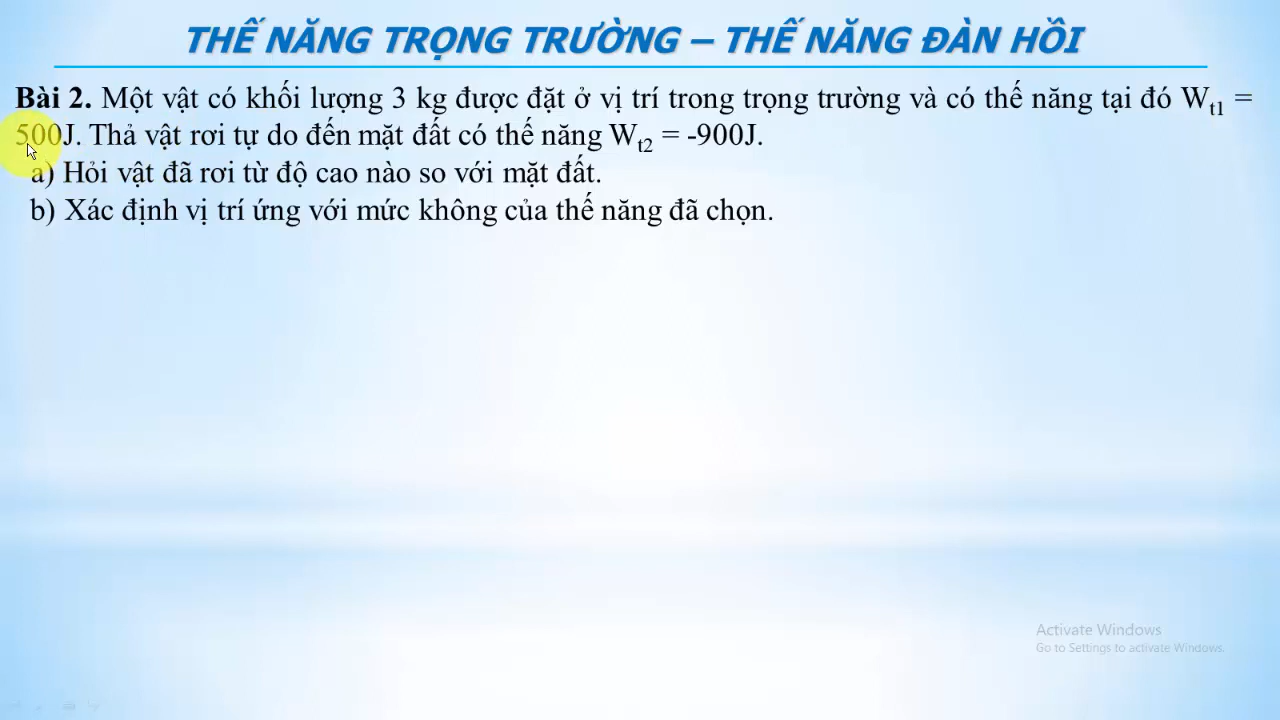 THẾ NĂNG TRỌNG TRƯỜNG – THẾ NĂNG ĐÀN HỒI
Bài 2. Một vật có khối lượng 3 kg được đặt ở vị trí trong trọng trường và có thế năng tại đó Wt1 =
500J. Thả vật rơi tự do đến mặt đất có thế năng Wt2 = -900J.
a) Hỏi vật đã rơi từ độ cao nào so với mặt đất.
b) Xác định vị trí ứng với mức không của thế năng đã chọn.
Activate Windows
Go to Settings to activate Windows.